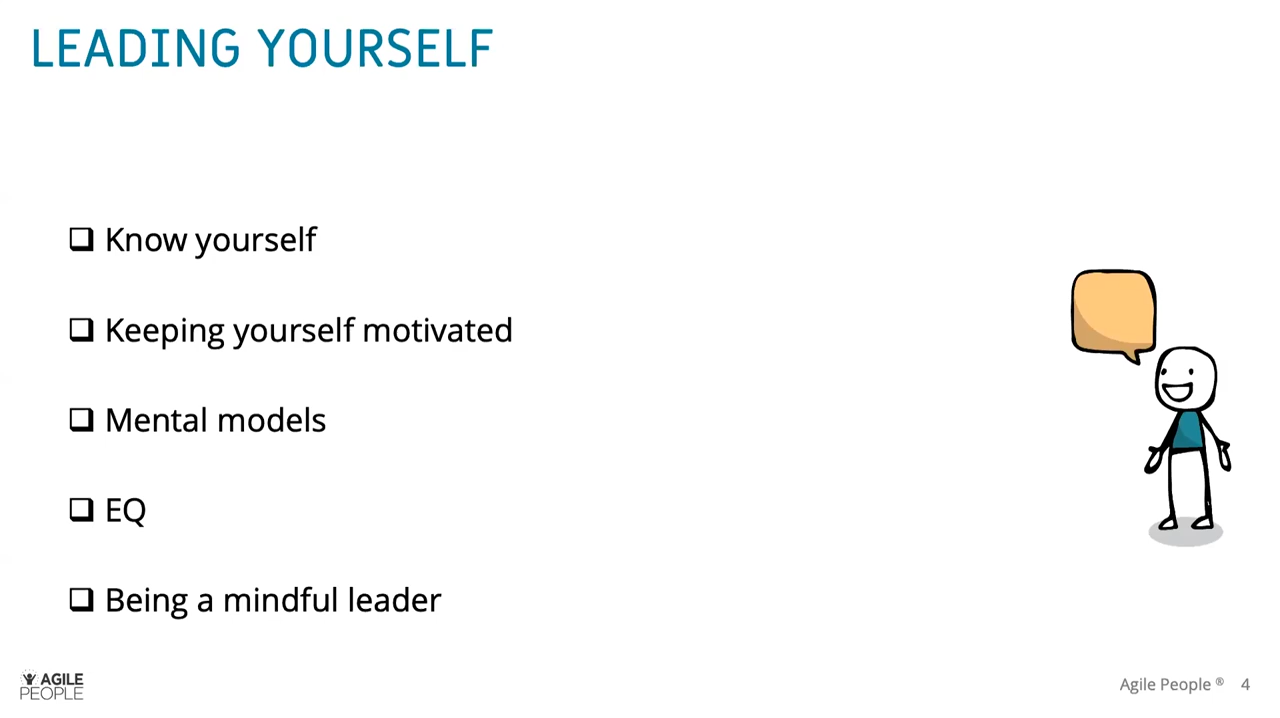 LEADING YOURSELF
Know yourself
Keeping yourself motivated
Mental models
EQ
Being a mindful leader
AGILE
PEOPLE
Agile People ® 4